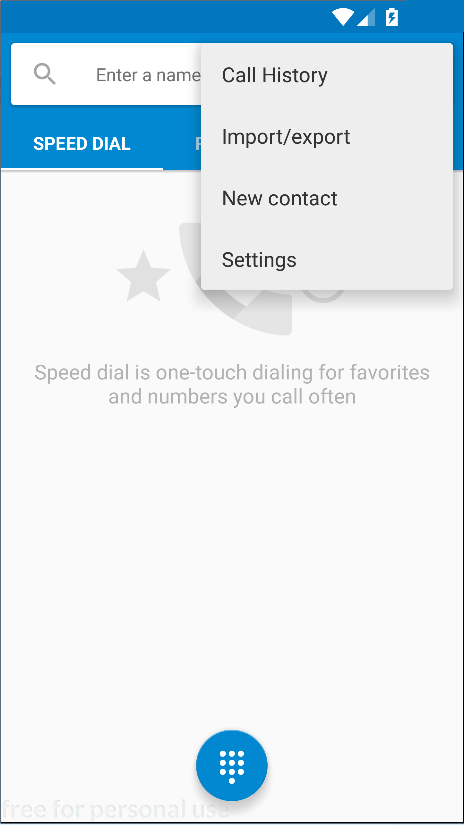 Enter a name
Call History
SPEED DIAL
Import/export
New contact
Settings
Speed dial is one-touch dialing for favorites
and numbers you call often
free for personal use